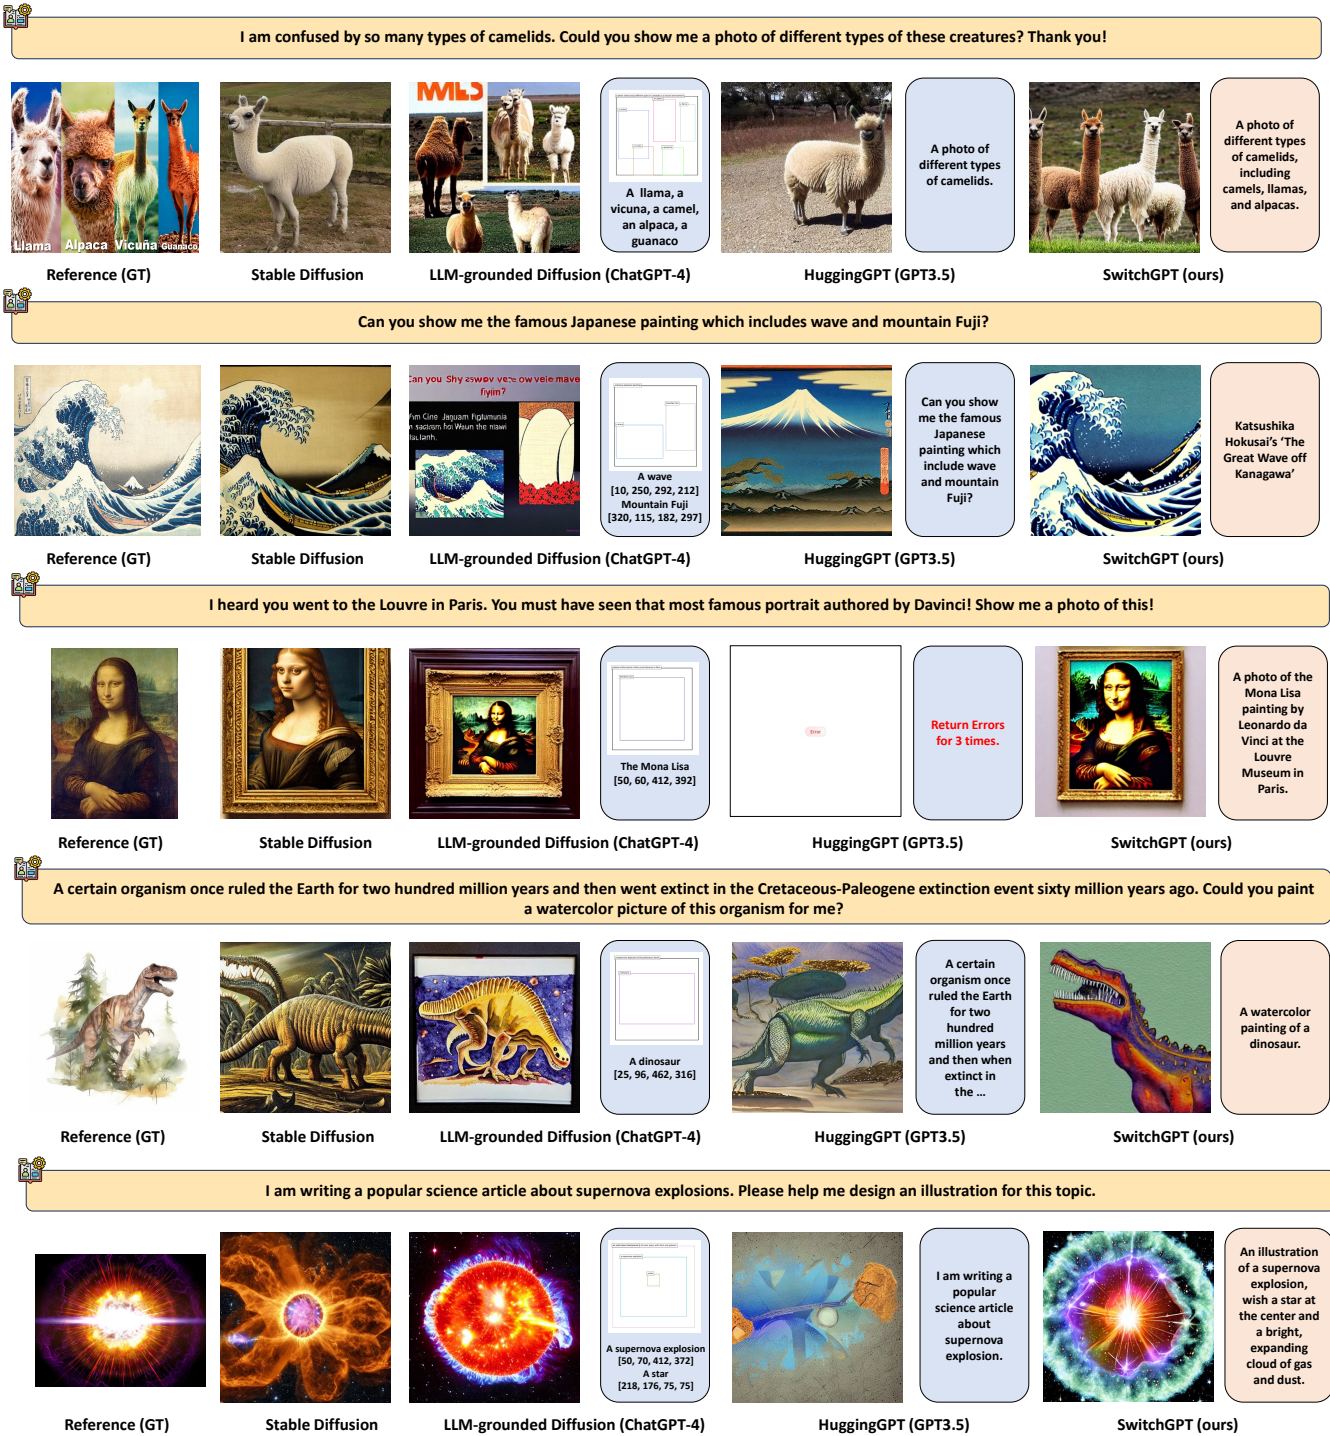 I am confused by so many types of camelids. Could you show me a photo of different types of these creatures? Thank you!
Llama Alpaca Vicuña Guanaco
A llama, a
vicuna, a camel,
an alpaca, a
guanaco
A photo of
different types
of camelids.
A photo of
different types
of camelids,
including
camels, llamas,
and alpacas.
Reference (GT)
Stable Diffusion
LLM-grounded Diffusion (ChatGPT-4)
HuggingGPT (GPT3.5)
SwitchGPT (ours)
Can you show me the famous Japanese painting which includes wave and mountain Fuji?
A wave
[10, 250, 292, 212]
Mountain Fuji
[320, 115, 182, 297]
Can you show
me the famous
Japanese
painting which
include wave
and mountain
Fuji?
Katsushika
Hokusai's 'The
Great Wave off
Kanagawa'
Reference (GT)
Stable Diffusion
LLM-grounded Diffusion (ChatGPT-4)
HuggingGPT (GPT3.5)
SwitchGPT (ours)
I heard you went to the Louvre in Paris. You must have seen that most famous portrait authored by Davinci! Show me a photo of this!
The Mona Lisa
[50, 60, 412, 392]
Error
Return Errors
for 3 times.
A photo of the
Mona Lisa
painting by
Leonardo da
Vinci at the
Louvre
Museum in
Paris.
Reference (GT)
Stable Diffusion
LLM-grounded Diffusion (ChatGPT-4)
HuggingGPT (GPT3.5)
SwitchGPT (ours)
A certain organism once ruled the Earth for two hundred million years and then went extinct in the Cretaceous-Paleogene extinction event sixty million years ago. Could you paint
a watercolor picture of this organism for me?
A dinosaur
[25, 96, 462, 316]
A certain
organism once
ruled the Earth
for two
hundred
million years
and then when
extinct in
the ...
A watercolor
painting of a
dinosaur.
Reference (GT)
Stable Diffusion
LLM-grounded Diffusion (ChatGPT-4)
HuggingGPT (GPT3.5)
SwitchGPT (ours)
I am writing a popular science article about supernova explosions. Please help me design an illustration for this topic.
A supernova explosion
[50, 70, 412, 372]
A star
[218, 176, 75, 75]
I am writing a
popular
science article
about
supernova
explosion.
An illustration
of a supernova
explosion,
wish a star at
the center and
a bright,
expanding
cloud of gas
and dust.
Reference (GT)
Stable Diffusion
LLM-grounded Diffusion (ChatGPT-4)
HuggingGPT (GPT3.5)
SwitchGPT (ours)